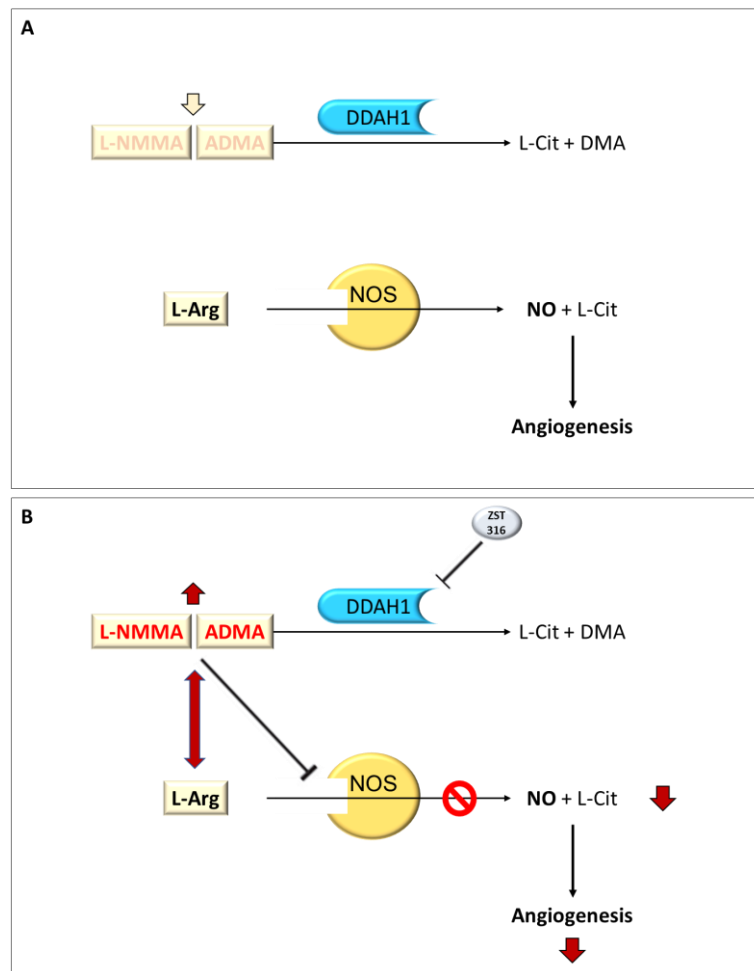 A
DDAH1
L-NMMA ADMA L-Cit + DMA
NOS
L-Arg NO + L-Cit
Angiogenesis
B
ZST
316
DDAH1
L-NMMA ADMA L-Cit + DMA
NOS
L-Arg NO + L-Cit
Angiogenesis